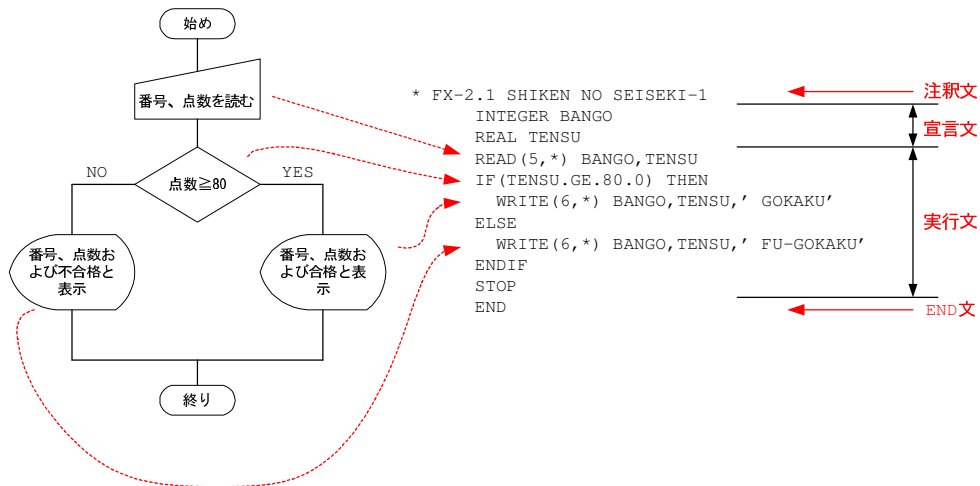 始め
番号、点数を読む
NO
点数≧80
YES
番号、点数お
よび不合格と
表示
番号、点数お
よび合格と表
示
終り
* FX-2.1 SHIKEN NO SEISEKI-1
INTEGER BANGO
REAL TENSU
READ(5,*) BANGO,TENSU
IF(TENSU.GE.80.0) THEN
WRITE(6,*) BANGO,TENSU,’ GOKAKU’
ELSE
WRITE(6,*) BANGO,TENSU,’ FU-GOKAKU’
ENDIF
STOP
END
注釈文
宣言文
実行文
END文